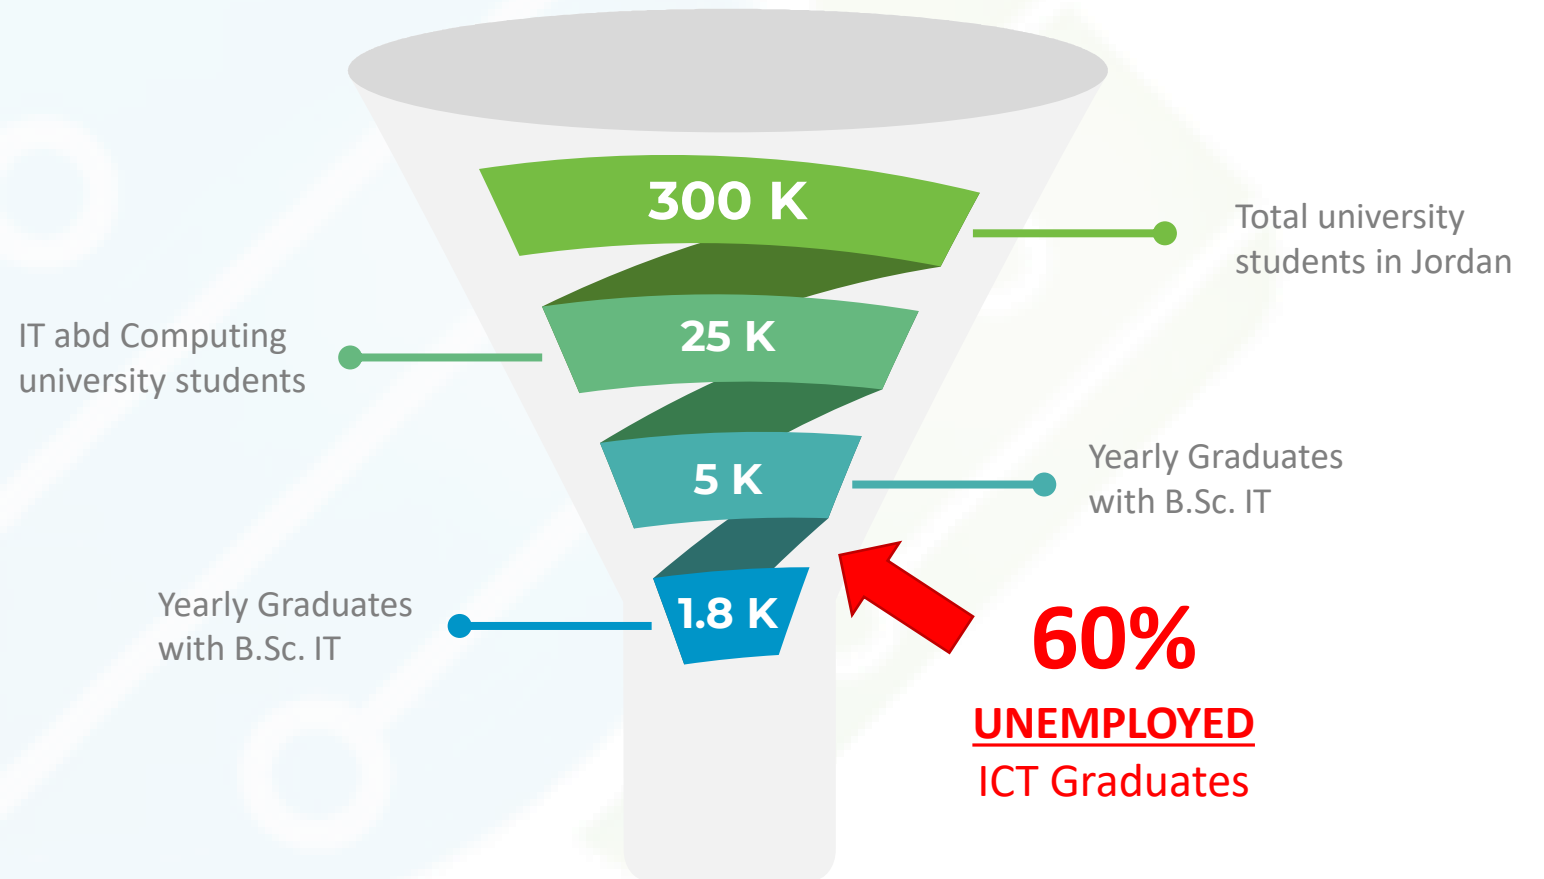 300 K
Total university
students in Jordan
25 K
IT abd Computing
university students
5 K
Yearly Graduates
with B.Sc. IT
1.8 K
Yearly Graduates
with B.Sc. IT
60%
UNEMPLOYED
ICT Graduates